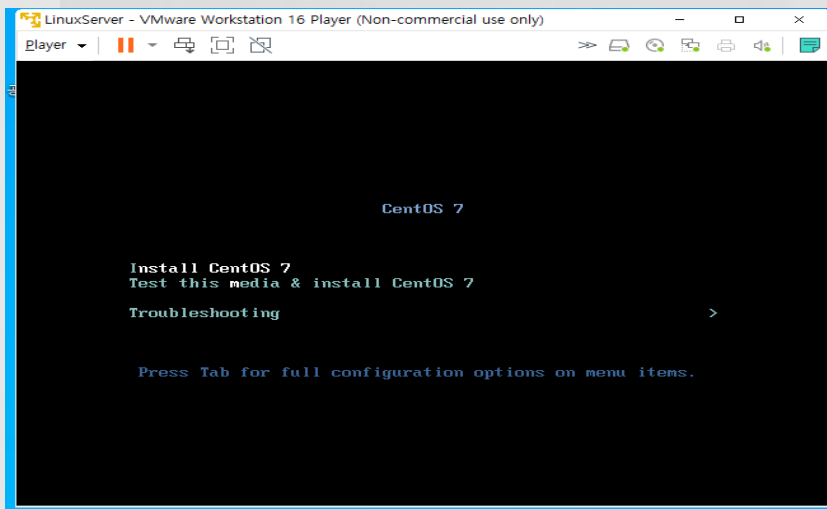 LinuxServer - VMware Workstation 16 Player (Non-commercial use only)
Player
CentOS 7
Install CentOS 7
Test this media & install CentOS 7
Troubleshooting >
Press Tab for full configuration options on menu items.